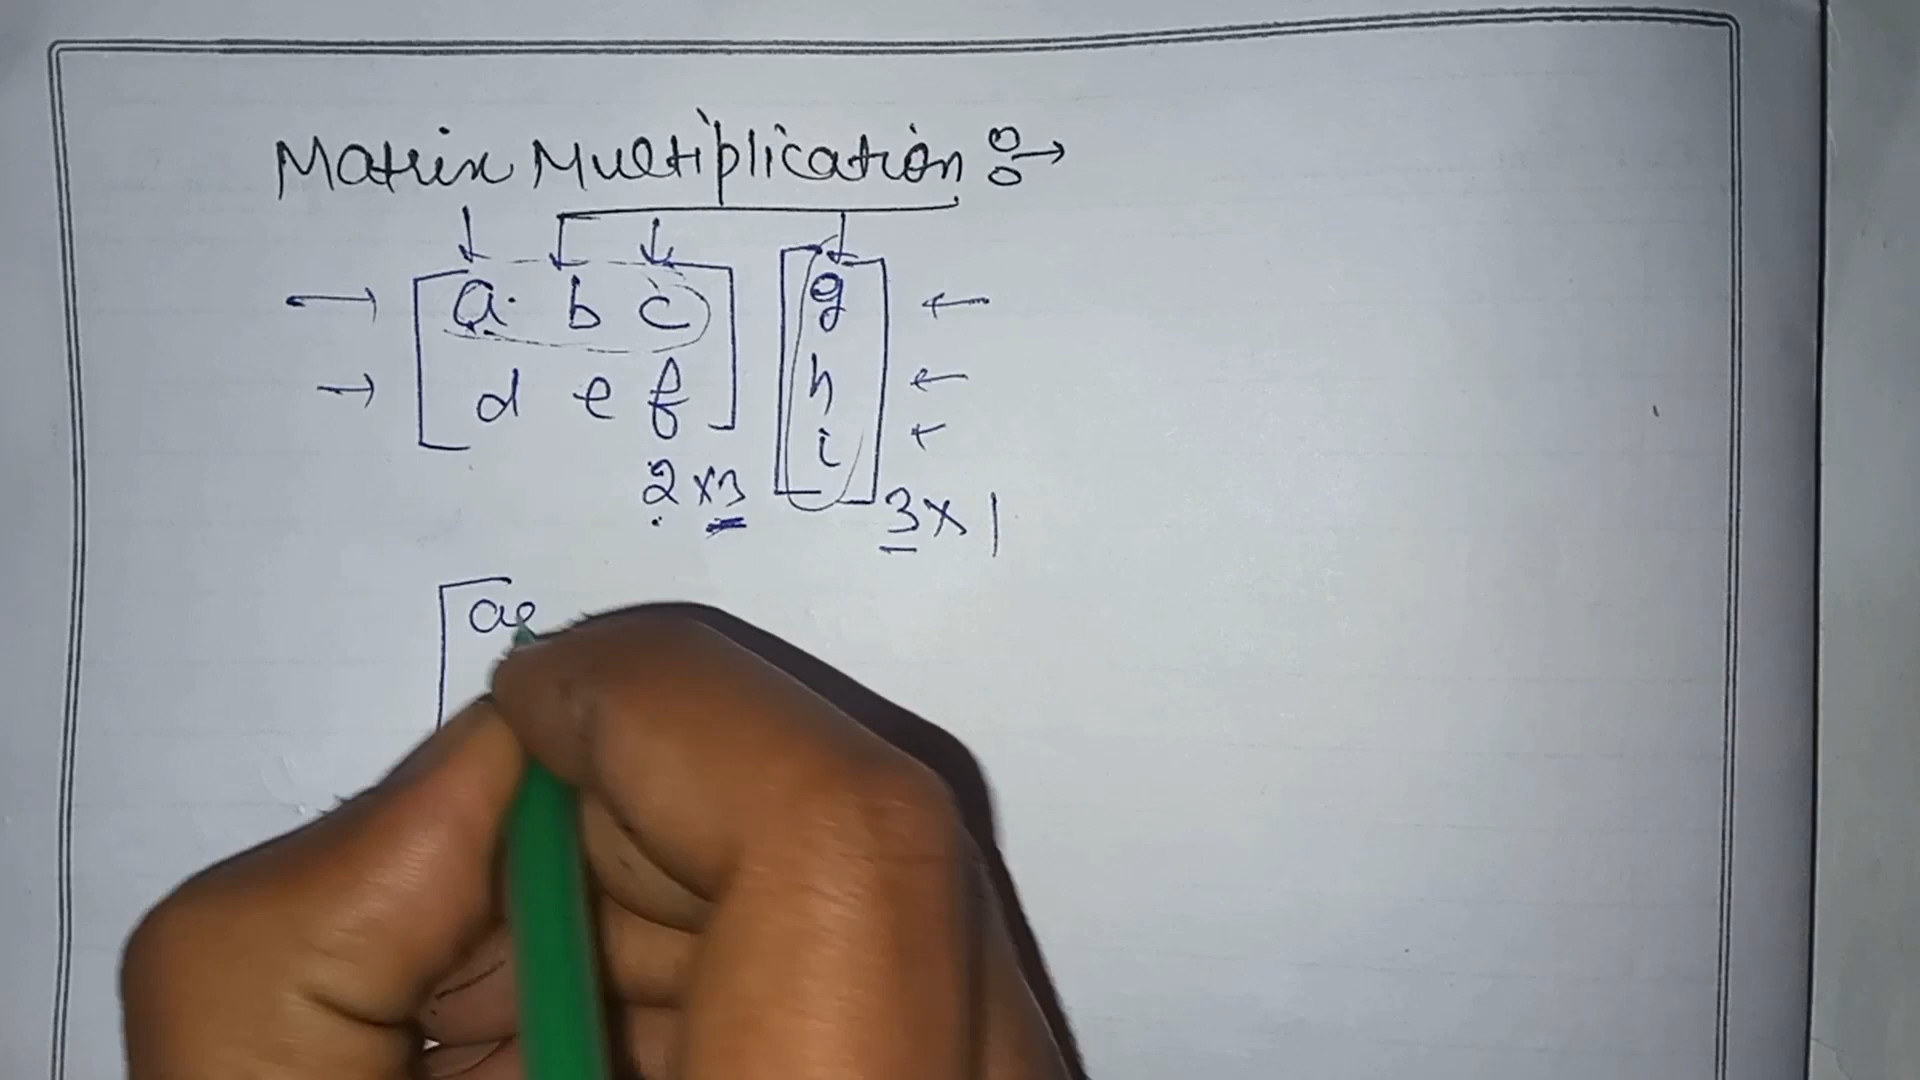 Matrix Multiplication :→
a b c g
d e f h
i
2 × 3
3 × 1
ag